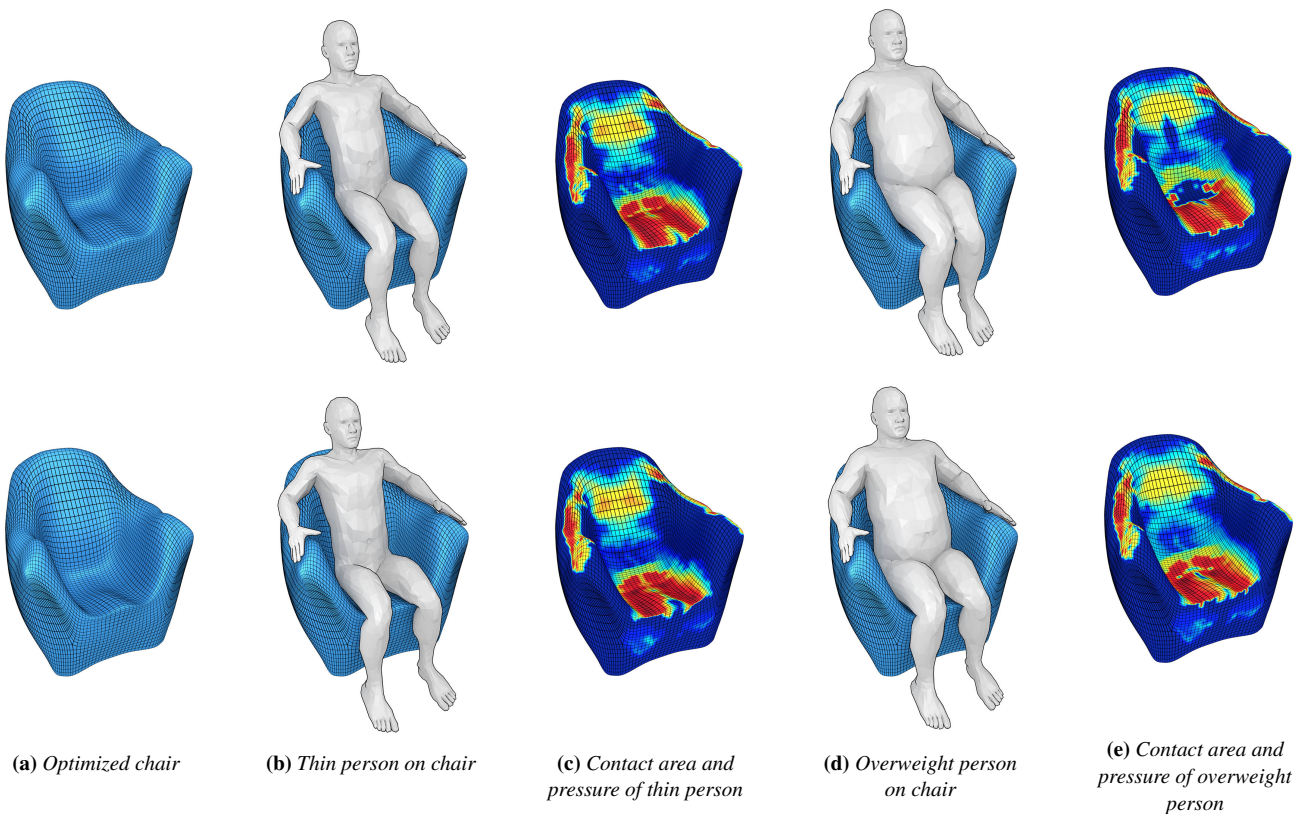 (a) Optimized chair
(b) Thin person on chair
(c) Contact area and
pressure of thin person
(d) Overweight person
on chair
(e) Contact area and
pressure of overweight
person